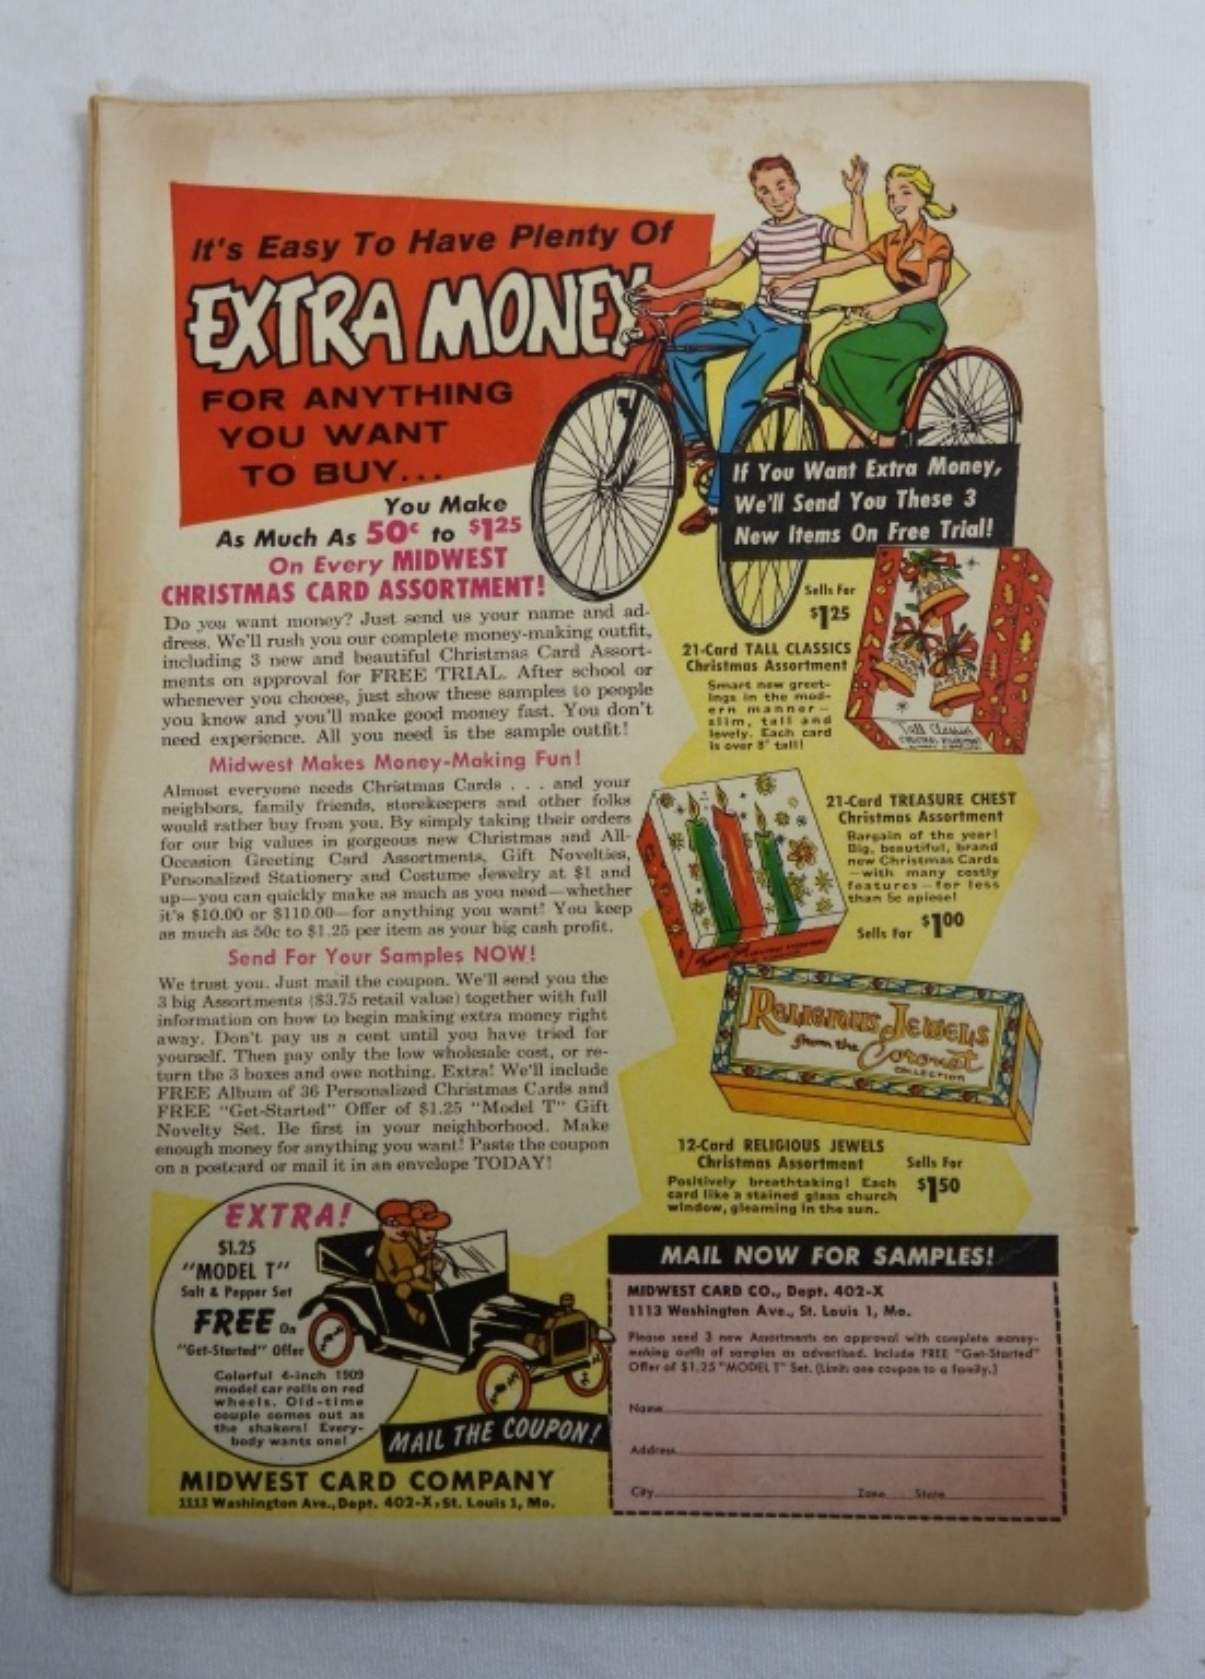 It's Easy To Have Plenty Of
EXTRA MONEY
FOR ANYTHING
YOU WANT
TO BUY...
You Make
As Much As 50¢ to $1.25
On Every MIDWEST
CHRISTMAS CARD ASSORTMENT!
Do you want money? Just send us your name and ad-
dress. We'll rush you our complete money-making outfit,
including 3 new and beautiful Christmas Card Assort-
ments on approval for FREE TRIAL. After school or
whenever you choose, just show these samples to people
you know and you'll make good money fast. You don't
need experience. All you need is the sample outfit!
Midwest Makes Money-Making Fun!
Almost everyone needs Christmas Cards . . . and your
neighbors, family friends, storekeepers and other folks
would rather buy from you. By simply taking their orders
for our big values in gorgeous new Christmas and All-
Occasion Greeting Card Assortments, Gift Novelties,
Personalized Stationery and Costume Jewelry at $1 and
up—you can quickly make as much as you need—whether
it's $10.00 or $110.00—for anything you want! You keep
as much as 50c to $1.25 per item as your big cash profit.
Send For Your Samples NOW!
We trust you. Just mail the coupon. We'll send you the
3 big Assortments ($3.75 retail value) together with full
information on how to begin making extra money right
away. Don't pay us a cent until you have tried for
yourself. Then pay only the low wholesale cost, or re-
turn the 3 boxes and owe nothing. Extra! We'll include
FREE Album of 36 Personalized Christmas Cards and
FREE "Get-Started" Offer of $1.25 "Model T" Gift
Novelty Set. Be first in your neighborhood. Make
enough money for anything you want! Paste the coupon
on a postcard or mail it in an envelope TODAY!
If You Want Extra Money,
We'll Send You These 3
New Items On Free Trial!
Sells For
$1.25
21-Card TALL CLASSICS
Christmas Assortment
Smart new greet-
ings in the mod-
ern manner—
slim, tall and
lovely. Each card
is over 8" tall!
Tall Classics
CHRISTMAS ASSORTMENT
21-Card TREASURE CHEST
Christmas Assortment
Bargain of the year!
Big, beautiful, brand
new Christmas Cards
—with many costly
features—for less
than 5c apiece!
Sells For $1.00
RELIGIOUS JEWELS
from the Coronet
COLLECTION
12-Card RELIGIOUS JEWELS
Christmas Assortment
Positively breathtaking! Each
card like a stained glass church
window, gleaming in the sun.
Sells For
$1.50
EXTRA!
$1.25
"MODEL T"
Salt & Pepper Set
FREE On
"Get-Started" Offer
Colorful 4-inch 1909
model car rolls on red
wheels. Old-time
couple comes out as
the shakers! Every-
body wants one!
MAIL THE COUPON!
MIDWEST CARD COMPANY
1113 Washington Ave., Dept. 402-X, St. Louis 1, Mo.
MAIL NOW FOR SAMPLES!
MIDWEST CARD CO., Dept. 402-X
1113 Washington Ave., St. Louis 1, Mo.
Please send 3 new Assortments on approval with complete money-
making outfit of samples as advertised. Include FREE "Get-Started"
Offer of $1.25 "MODEL T" Set. (Limit one coupon to a family.)
Name
Address
City Zone State